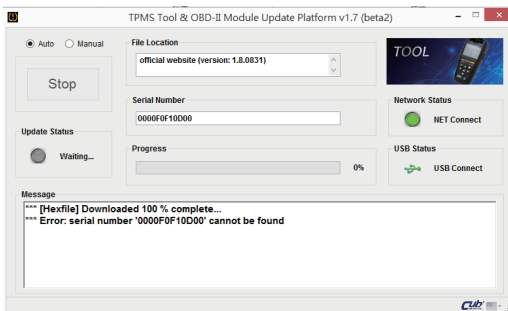 TPMS Tool & OBD-II Module Update Platform v1.7 (beta2)
Auto
Manual
Stop
File Location
official website (version: 1.8.0831)
TOOL
Serial Number
0000F0F10D00
Network Status
NET Connect
Update Status
Waiting...
Progress
0%
USB Status
USB Connect
Message
*** [Hexfile] Downloaded 100 % complete...
*** Error: serial number '0000F0F10D00' cannot be found
Cub